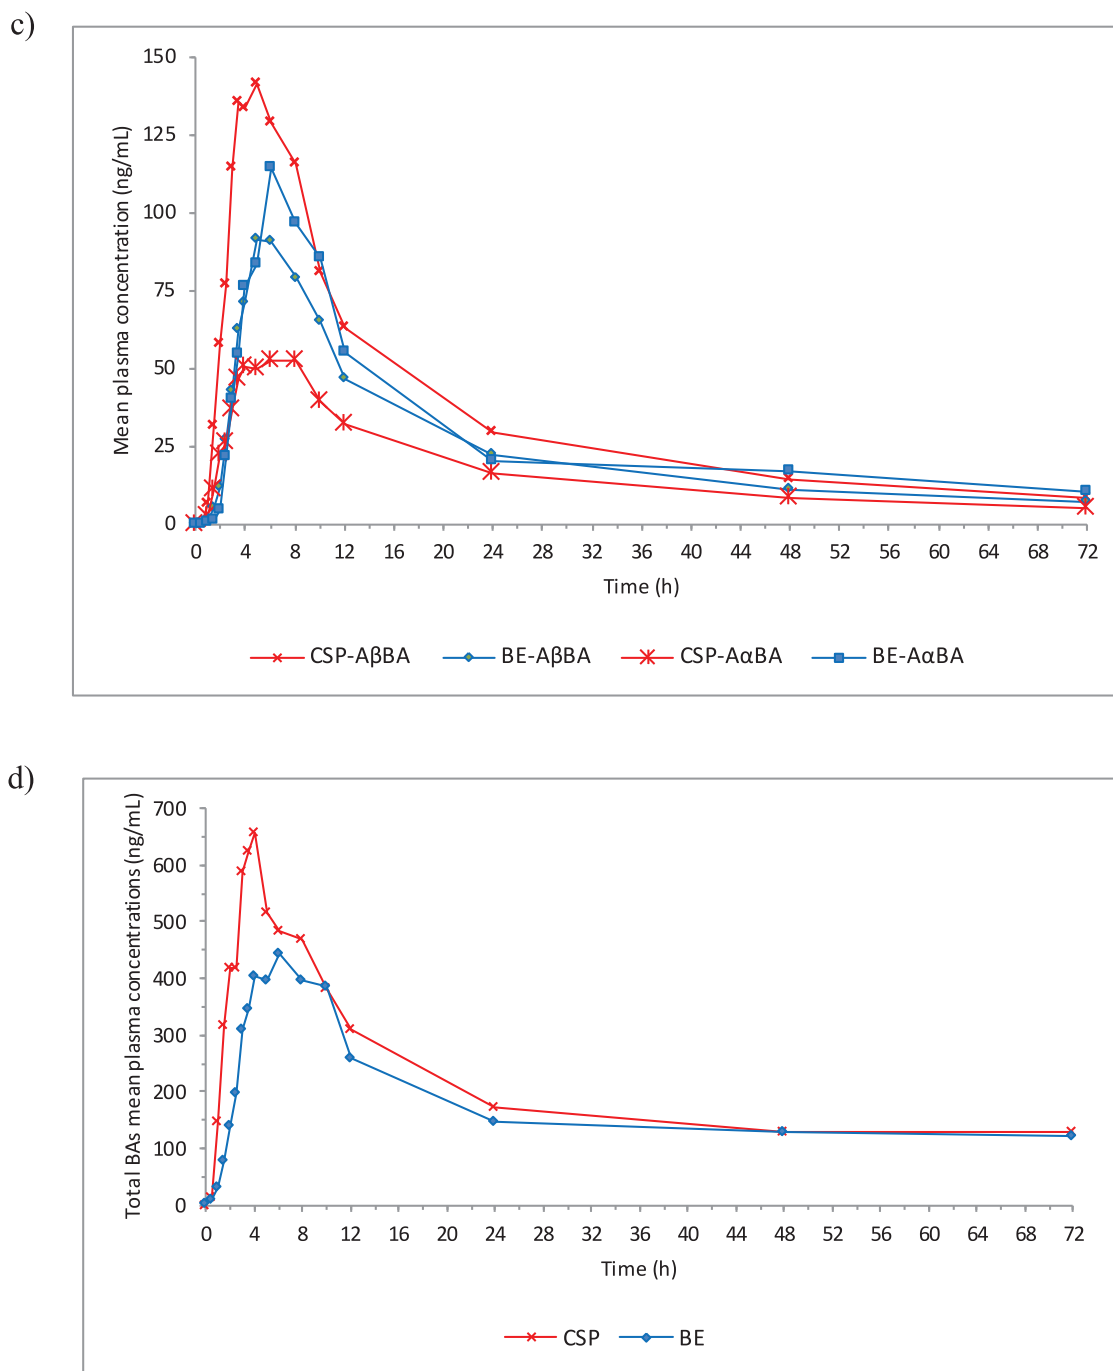 c)
Mean plasma concentration (ng/mL)
150
125
100
75
50
25
0
0 4 8 12 16 20 24 28 32 36 40 44 48 52 56 60 64 68 72
Time (h)
CSP-AβBA BE-AβBA CSP-AαBA BE-AαBA
d)
Total BAs mean plasma concentrations (ng/mL)
700
600
500
400
300
200
100
0
0 4 8 12 16 20 24 28 32 36 40 44 48 52 56 60 64 68 72
Time (h)
CSP BE